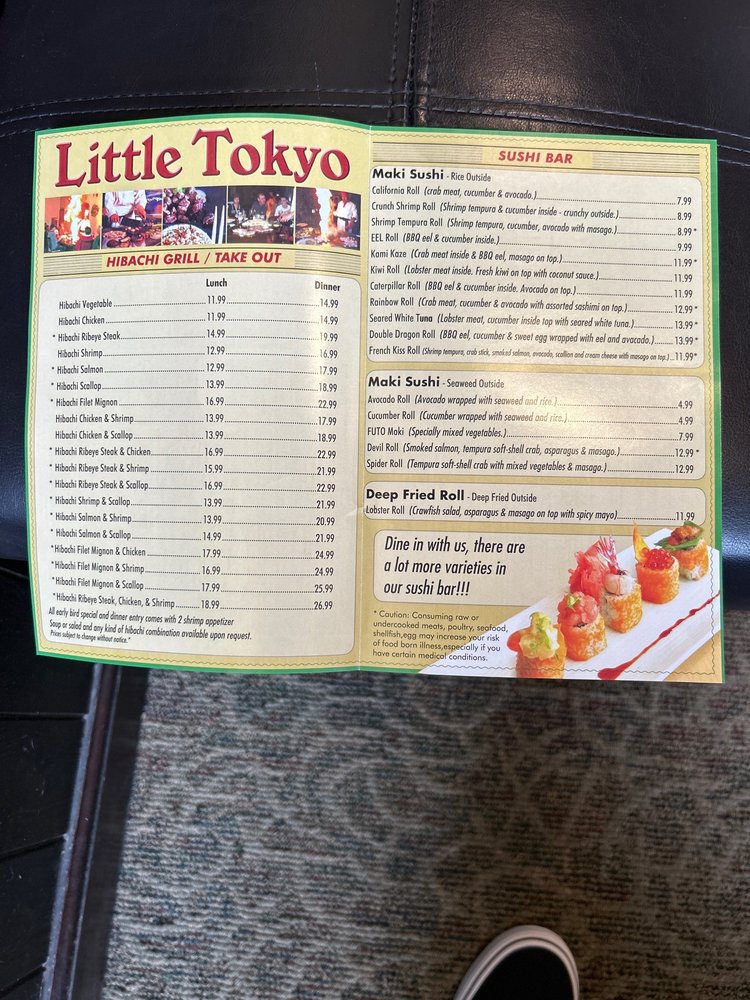 Little Tokyo
HIBACHI GRILL / TAKE OUT
Lunch Dinner
Hibachi Vegetable 11.99 14.99
Hibachi Chicken 11.99 14.99
* Hibachi Ribeye Steak 14.99 19.99
Hibachi Shrimp 12.99 16.99
* Hibachi Salmon 12.99 17.99
* Hibachi Scallop 13.99 18.99
* Hibachi Filet Mignon 16.99 22.99
Hibachi Chicken & Shrimp 13.99 17.99
Hibachi Chicken & Scallop 13.99 18.99
* Hibachi Ribeye Steak & Chicken 16.99 22.99
* Hibachi Ribeye Steak & Shrimp 15.99 21.99
* Hibachi Ribeye Steak & Scallop 16.99 22.99
* Hibachi Shrimp & Scallop 13.99 21.99
* Hibachi Salmon & Shrimp 13.99 20.99
* Hibachi Salmon & Scallop 14.99 21.99
* Hibachi Filet Mignon & Chicken 17.99 24.99
* Hibachi Filet Mignon & Shrimp 16.99 24.99
* Hibachi Filet Mignon & Scallop 17.99 25.99
* Hibachi Ribeye Steak, Chicken, & Shrimp 18.99 26.99
All early bird special and dinner entry comes with 2 shrimp appetizer
Soup or salad and any kind of hibachi combination available upon request.
Prices subject to change without notice.*
SUSHI BAR
Maki Sushi - Rice Outside
California Roll (crab meat, cucumber & avocado.) 7.99
Crunch Shrimp Roll (Shrimp tempura & cucumber inside - crunchy outside.) 8.99
Shrimp Tempura Roll (Shrimp tempura, cucumber, avocado with masago.) 8.99 *
EEL Roll (BBQ eel & cucumber inside.) 9.99
Kami Kaze (Crab meat inside & BBQ eel, masago on top.) 11.99 *
Kiwi Roll (Lobster meat inside. Fresh kiwi on top with coconut sauce.) 11.99
Caterpillar Roll (BBQ eel & cucumber inside. Avocado on top.) 11.99
Rainbow Roll (Crab meat, cucumber & avocado with assorted sashimi on top.) 12.99 *
Seared White Tuna (Lobster meat, cucumber inside top with seared white tuna.) 13.99 *
Double Dragon Roll (BBQ eel, cucumber & sweet egg wrapped with eel and avocado.) 13.99 *
French Kiss Roll (Shrimp tempura, crab stick, smoked salmon, avocado, scallion and cream cheese with masago on top.) 11.99 *
Maki Sushi - Seaweed Outside
Avocado Roll (Avocado wrapped with seaweed and rice.) 4.99
Cucumber Roll (Cucumber wrapped with seaweed and rice.) 4.99
FUTO Maki (Specially mixed vegetables.) 7.99
Devil Roll (Smoked salmon, tempura soft-shell crab, asparagus & masago.) 12.99 *
Spider Roll (Tempura soft-shell crab with mixed vegetables & masago.) 12.99
Deep Fried Roll - Deep Fried Outside
Lobster Roll (Crawfish salad, asparagus & masago on top with spicy mayo) 11.99
Dine in with us, there are
a lot more varieties in
our sushi bar!!!
* Caution: Consuming raw or
undercooked meats, poultry, seafood,
shellfish,egg may increase your risk
of food born illness,especially if you
have certain medical conditions.